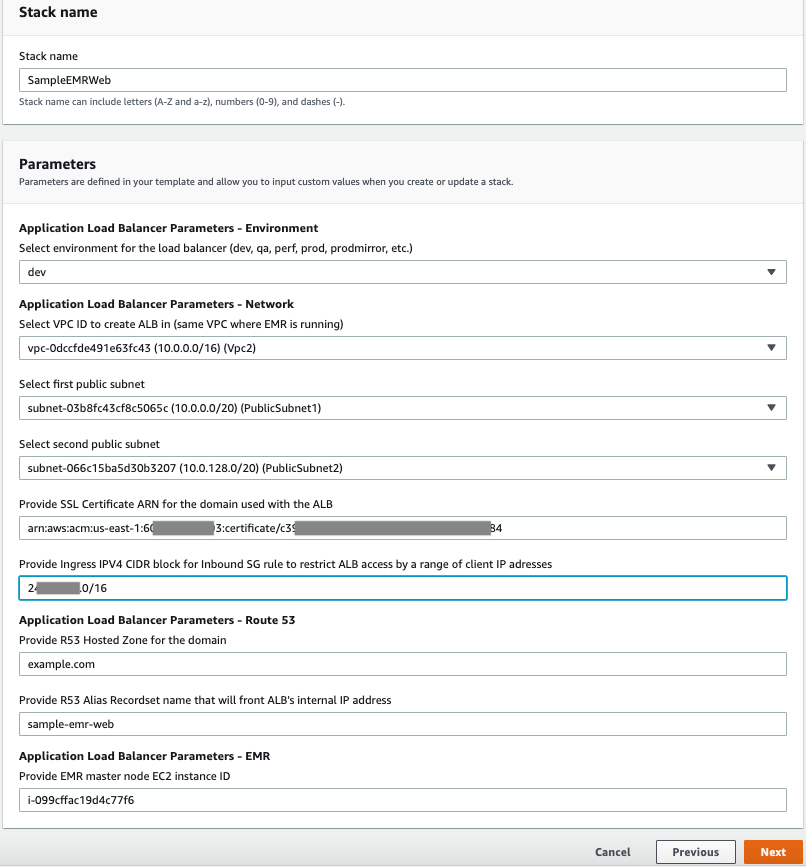 Stack name
Stack name
SampleEMRWeb
Stack name can include letters (A-Z and a-z), numbers (0-9), and dashes (-).
Parameters
Parameters are defined in your template and allow you to input custom values when you create or update a stack.
Application Load Balancer Parameters - Environment
Select environment for the load balancer (dev, qa, perf, prod, prodmirror, etc.)
dev
Application Load Balancer Parameters - Network
Select VPC ID to create ALB in (same VPC where EMR is running)
vpc-0dccfde491e63fc43 (10.0.0.0/16) (Vpc2)
Select first public subnet
subnet-03b8fc43cf8c5065c (10.0.0.0/20) (PublicSubnet1)
Select second public subnet
subnet-066c15ba5d30b3207 (10.0.128.0/20) (PublicSubnet2)
Provide SSL Certificate ARN for the domain used with the ALB
arn:aws:acm:us-east-1:60 3:certificate/c39 84
Provide Ingress IPV4 CIDR block for Inbound SG rule to restrict ALB access by a range of client IP adresses
24 .0/16
Application Load Balancer Parameters - Route 53
Provide R53 Hosted Zone for the domain
example.com
Provide R53 Alias Recordset name that will front ALB's internal IP address
sample-emr-web
Application Load Balancer Parameters - EMR
Provide EMR master node EC2 instance ID
i-099cffac19d4c77f6
Cancel Previous Next